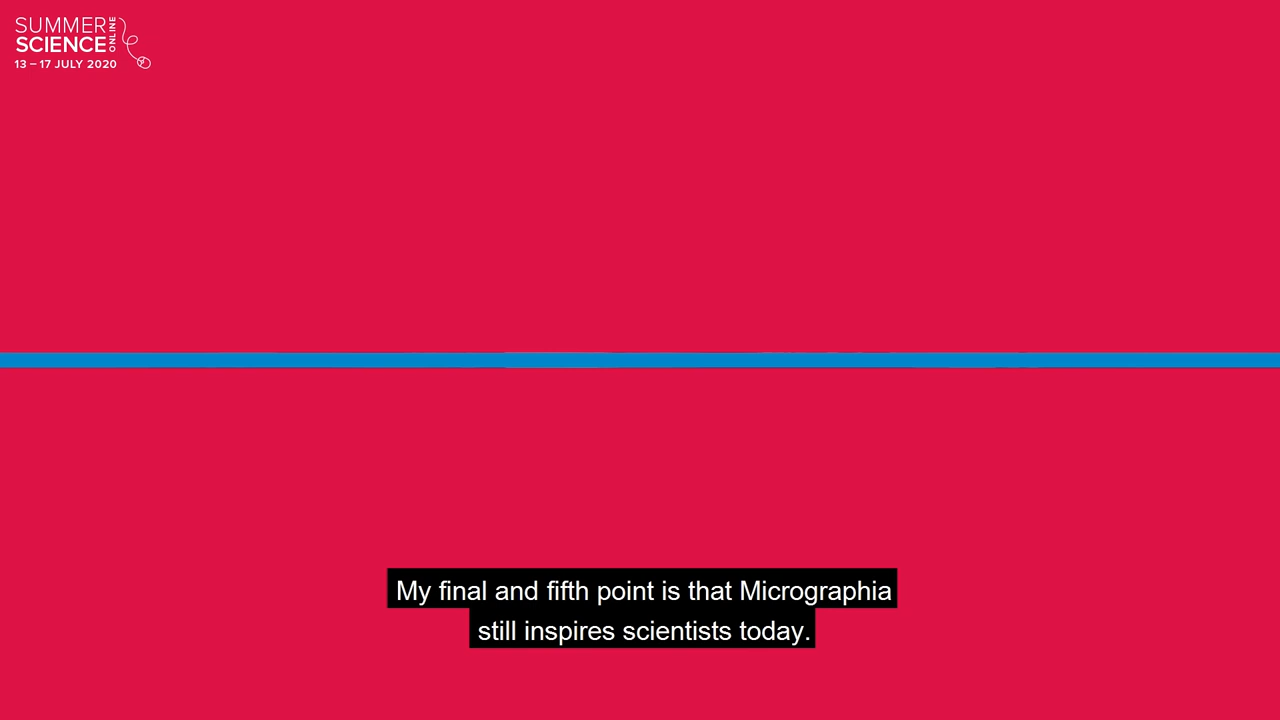 SUMMER
SCIENCE
ONLINE
13 – 17 JULY 2020
My final and fifth point is that Micrographia
still inspires scientists today.